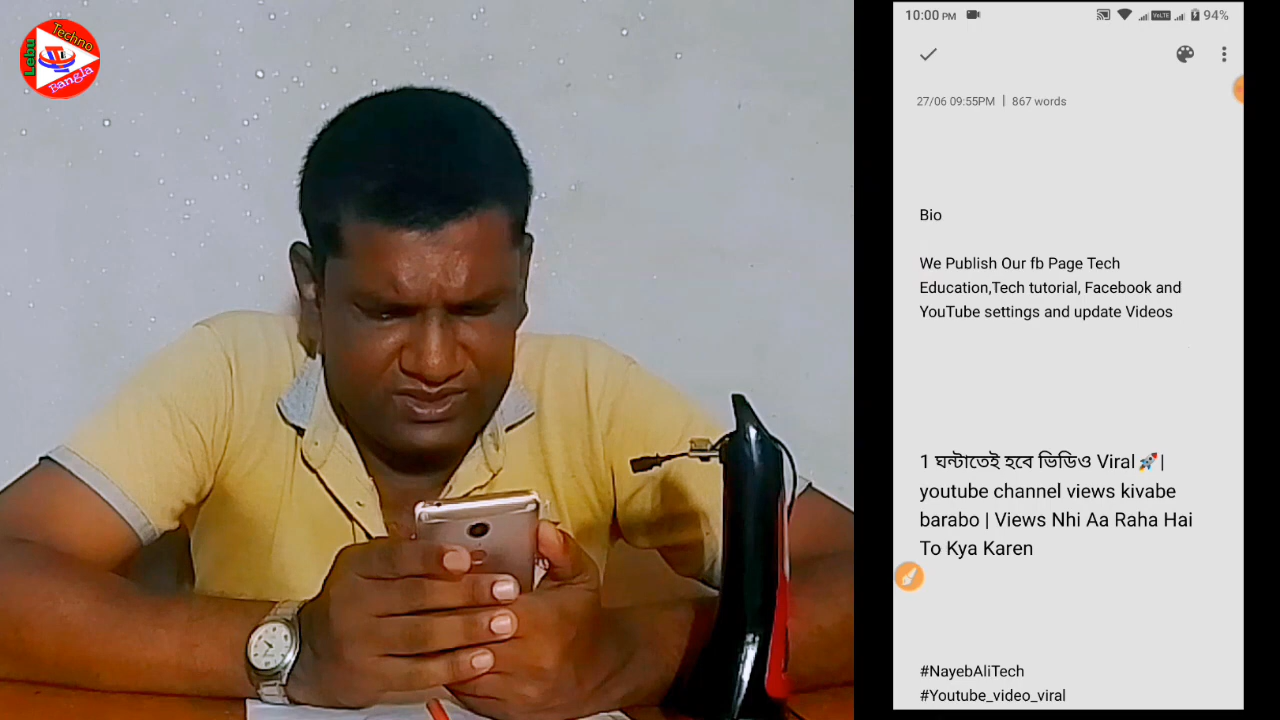 Lebu
Techno
Bangla
10:00 PM
VoLTE
94%
27/06 09:55PM | 867 words
Bio
We Publish Our fb Page Tech
Education,Tech tutorial, Facebook and
YouTube settings and update Videos
1 ঘন্টাতেই হবে ভিডিও Viral🚀|
youtube channel views kivabe
barabo | Views Nhi Aa Raha Hai
To Kya Karen
#NayebAliTech
#Youtube_video_viral